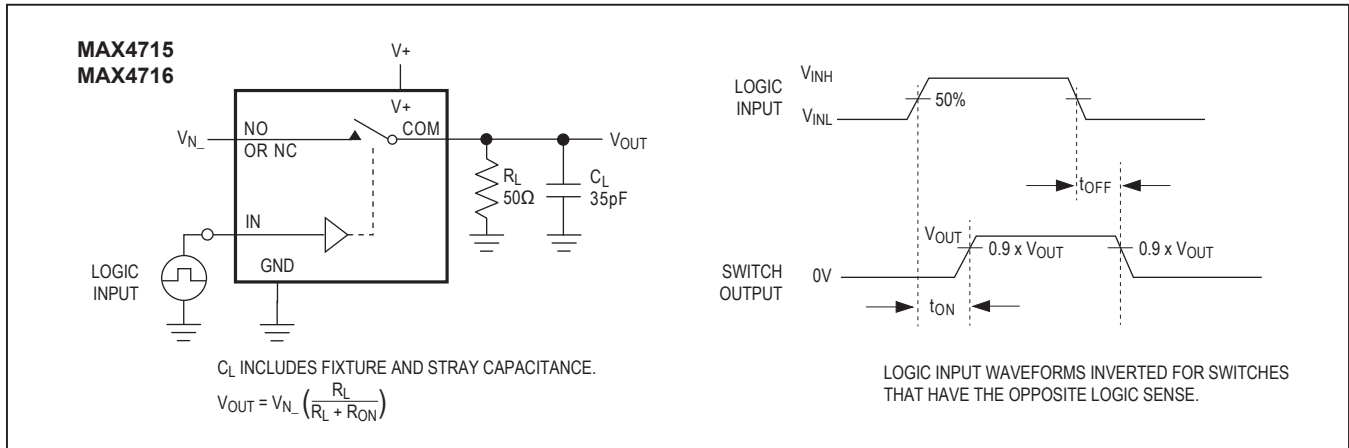 MAX4715
MAX4716
V+
V+
V_N_
NO
OR NC
COM
V_OUT
R_L
50Ω
C_L
35pF
IN
GND
LOGIC
INPUT
C_L INCLUDES FIXTURE AND STRAY CAPACITANCE.
V_OUT = V_N_ (R_L / (R_L + R_ON))
LOGIC
INPUT
V_INH
V_INL
50%
t_OFF
V_OUT
0.9 x V_OUT
0.9 x V_OUT
SWITCH
OUTPUT
0V
t_ON
LOGIC INPUT WAVEFORMS INVERTED FOR SWITCHES
THAT HAVE THE OPPOSITE LOGIC SENSE.